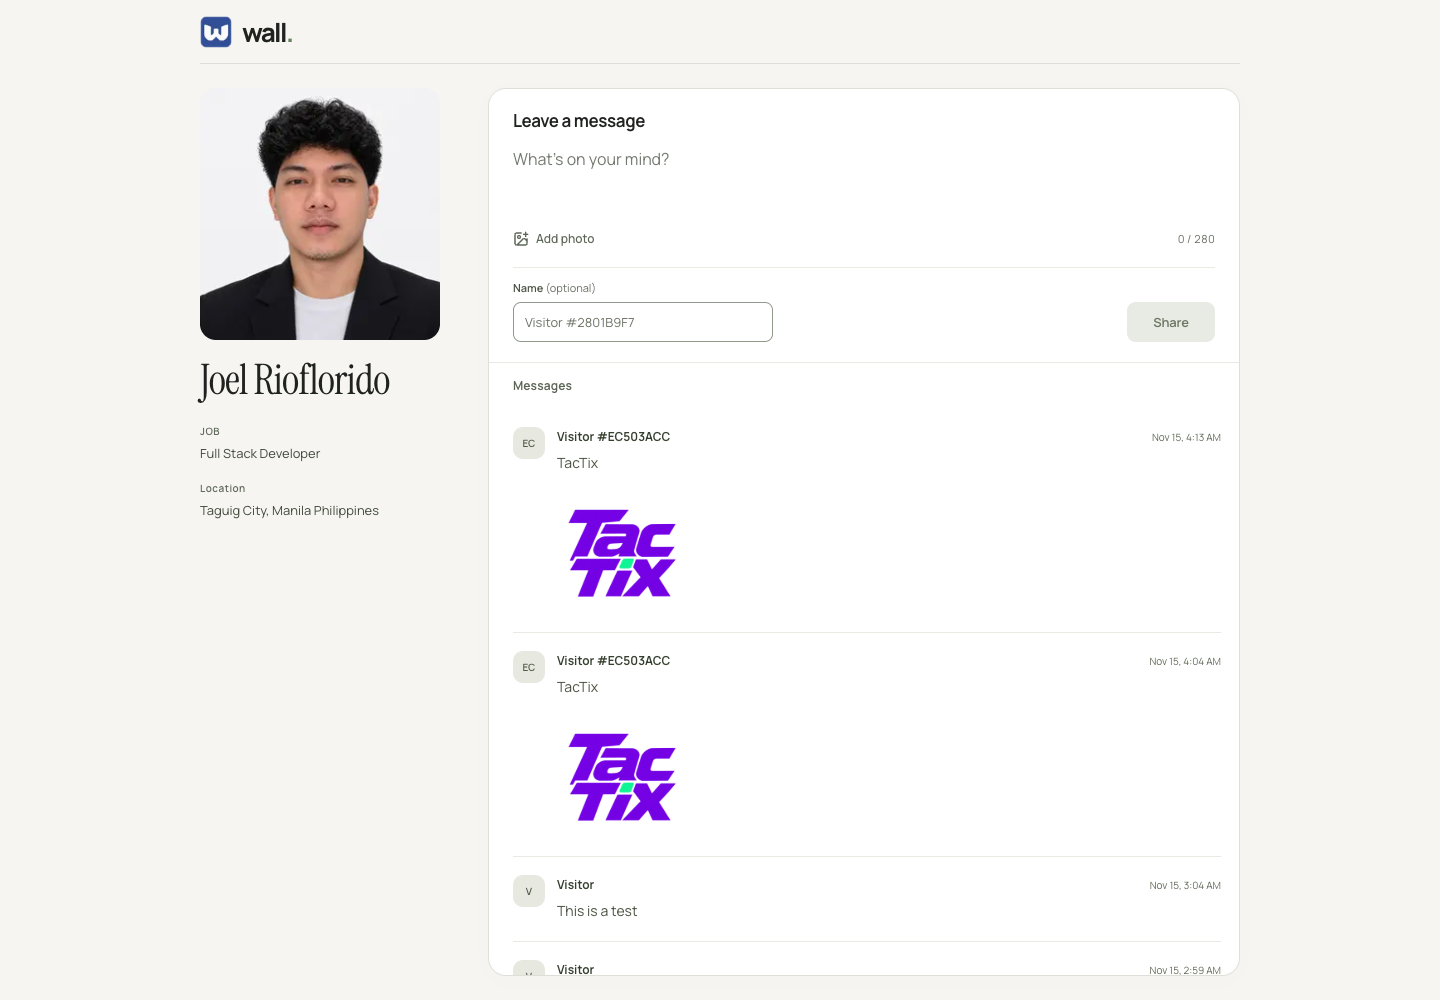 wall.
Leave a message
What's on your mind?
Add photo
0 / 280
Name (optional)
Visitor #2801B9F7
Share
Joel Rioflorido
JOB
Full Stack Developer
Location
Taguig City, Manila Philippines
Messages
EC
Visitor #EC503ACC
Nov 15, 4:13 AM
TacTix
Tac
Tix
EC
Visitor #EC503ACC
Nov 15, 4:04 AM
TacTix
Tac
Tix
V
Visitor
Nov 15, 3:04 AM
This is a test
V
Visitor
Nov 15, 2:59 AM